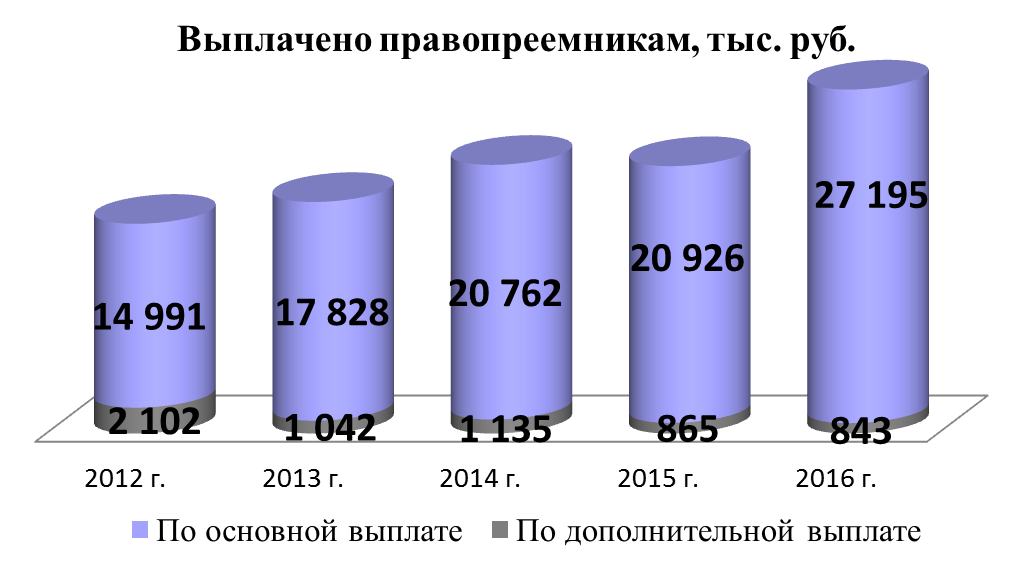 Выплачено правопреемникам, тыс. руб.
27 195
20 926
20 762
14 991 17 828
2 102 1 042 1 135 865 843
2012 г. 2013 г. 2014 г. 2015 г. 2016 г.
По основной выплате По дополнительной выплате